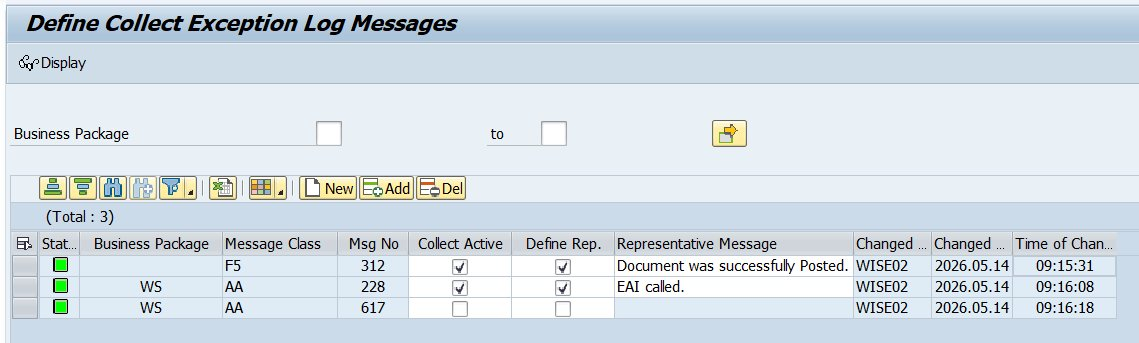 Define Collect Exception Log Messages
Display
Business Package to
New Add Del
(Total : 3)
Stat... Business Package Message Class Msg No Collect Active Define Rep. Representative Message Changed ... Changed ... Time of Chan...
F5 312 Document was successfully Posted. WISE02 2026.05.14 09:15:31
WS AA 228 EAI called. WISE02 2026.05.14 09:16:08
WS AA 617 WISE02 2026.05.14 09:16:18